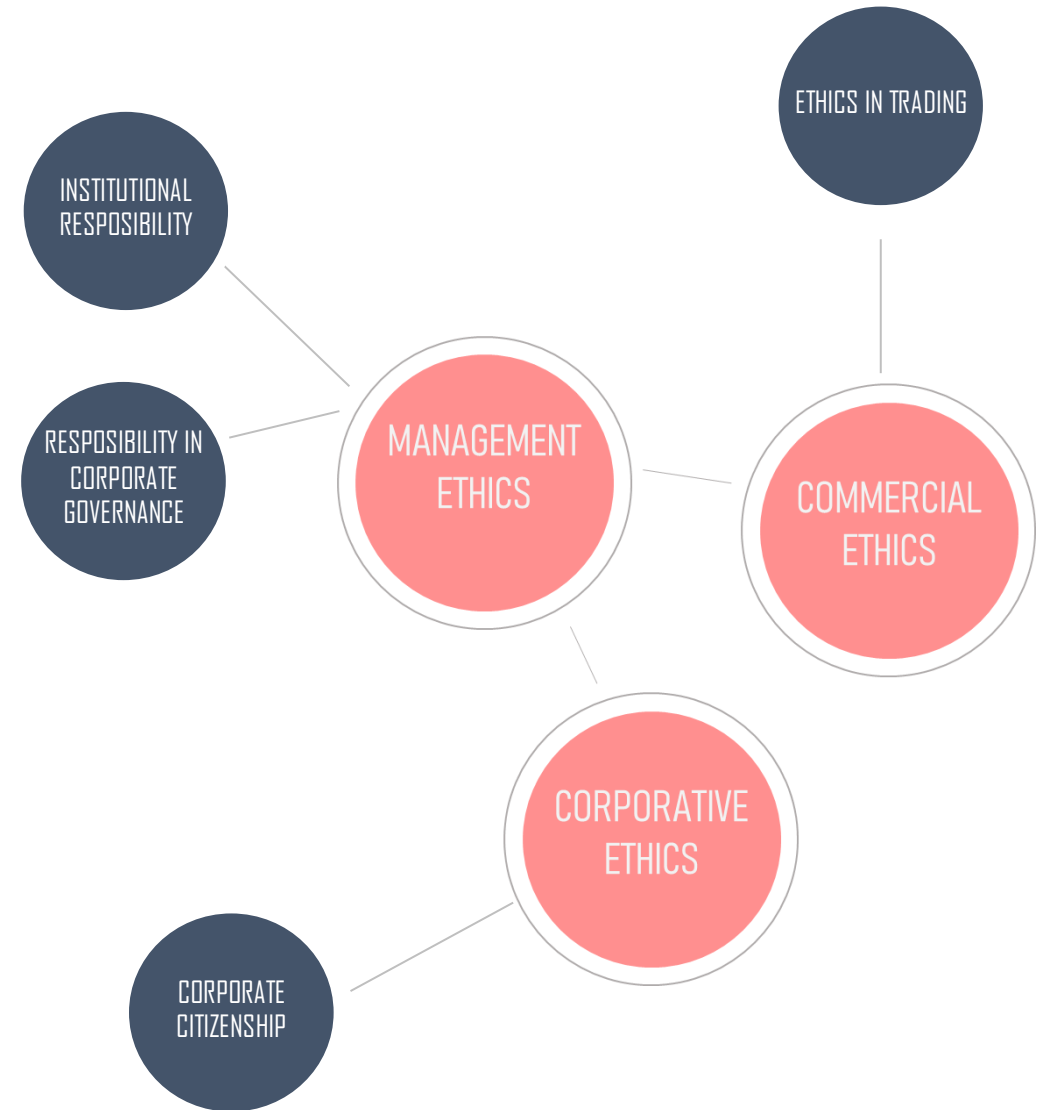 ETHICS IN TRADING
INSTITUTIONAL
RESPOSIBILITY
RESPOSIBILITY IN
CORPORATE
GOVERNANCE
MANAGEMENT
ETHICS
COMMERCIAL
ETHICS
CORPORATIVE
ETHICS
CORPORATE
CITIZENSHIP